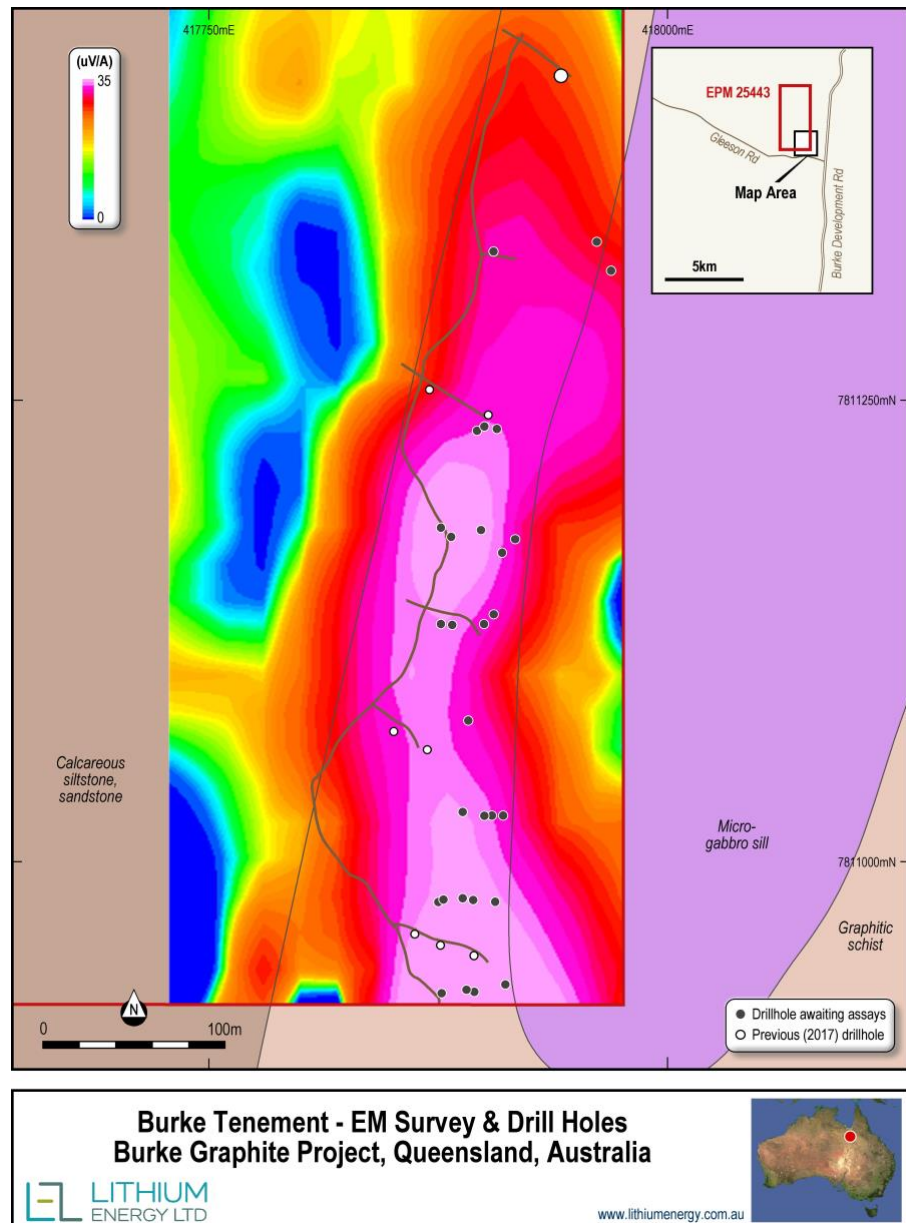 417750mE
418000mE
(uV/A)
35
0
EPM 25443
Gleeson Rd
Map Area
Burke Development Rd
5km
7811250mN
Calcareous
siltstone,
sandstone
Micro-
gabbro sill
7811000mN
Graphitic
schist
N
0
100m
Drillhole awaiting assays
Previous (2017) drillhole
Burke Tenement - EM Survey & Drill Holes
Burke Graphite Project, Queensland, Australia
LITHIUM
ENERGY LTD
www.lithiumenergy.com.au